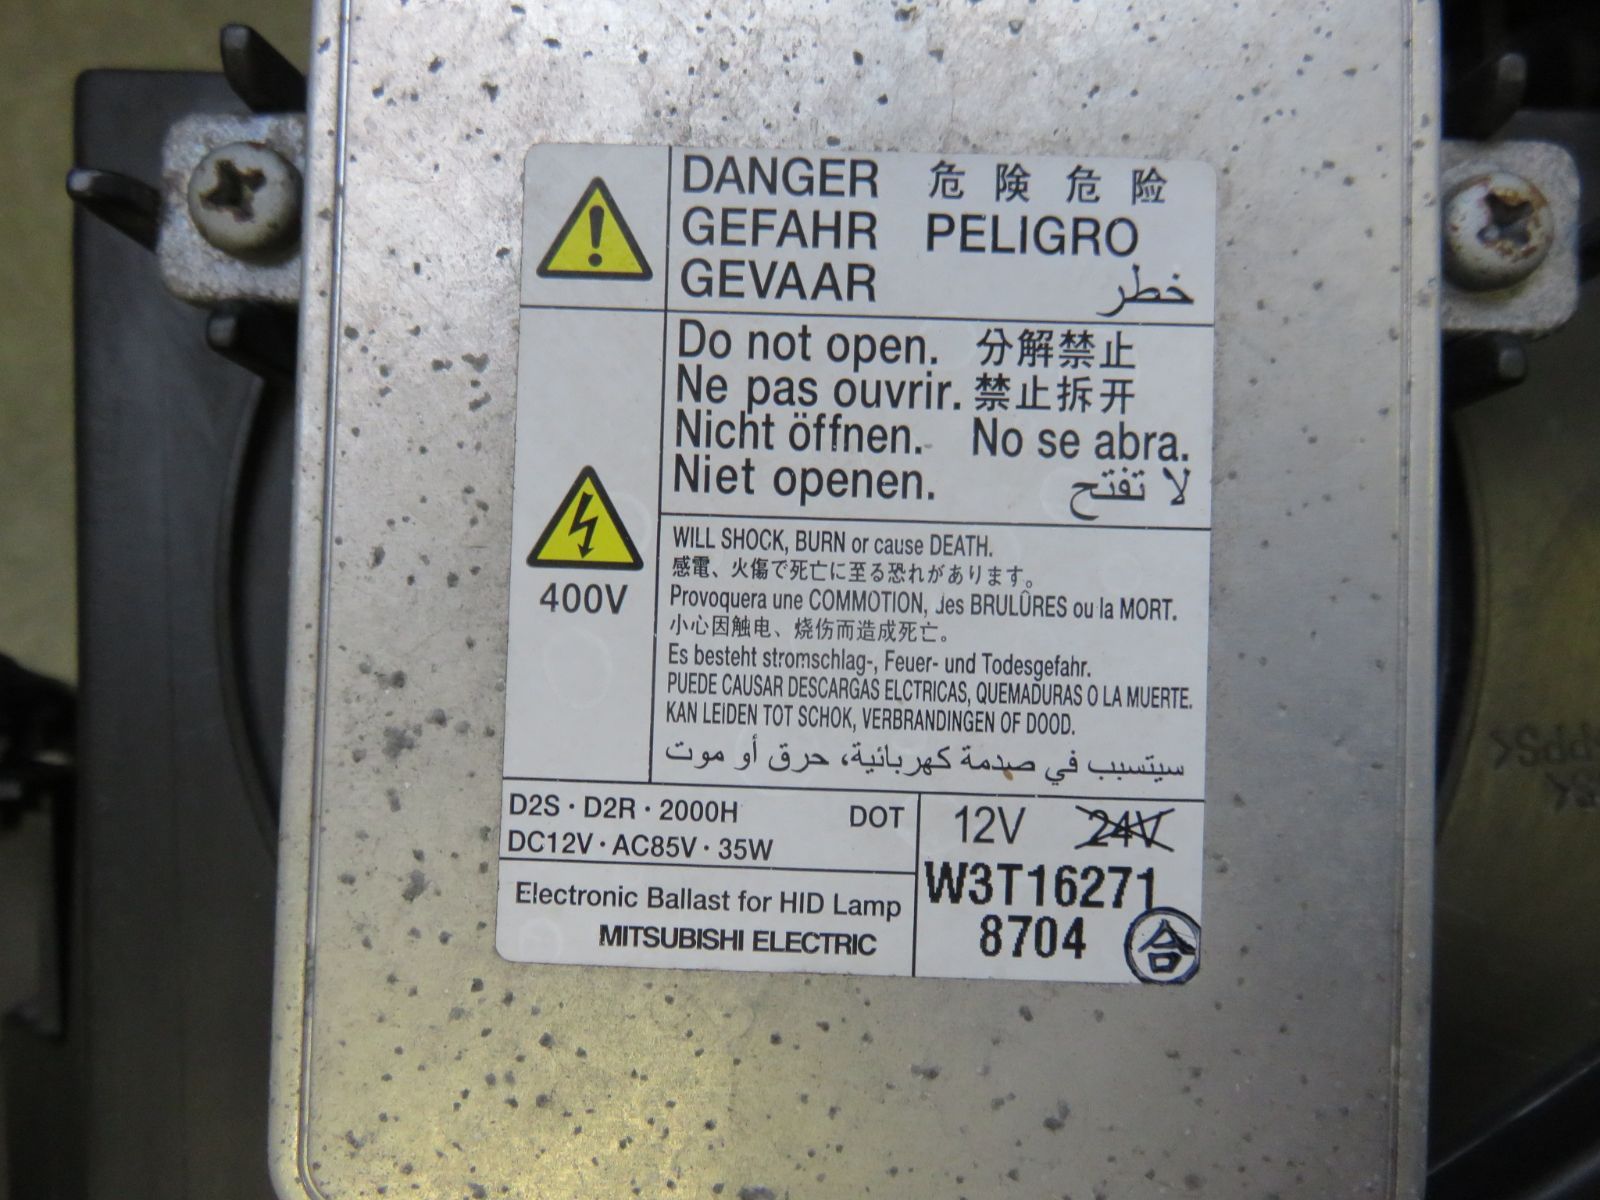 DANGER 危険 危险
GEFAHR PELIGRO
GEVAAR خطر
Do not open. 分解禁止
Ne pas ouvrir. 禁止拆开
Nicht öffnen. No se abra.
Niet openen. لا تفتح
400V
WILL SHOCK, BURN or cause DEATH.
感電、火傷で死亡に至る恐れがあります。
Provoquera une COMMOTION, des BRULÛRES ou la MORT.
小心因触电、烧伤而造成死亡。
Es besteht stromschlag-, Feuer- und Todesgefahr.
PUEDE CAUSAR DESCARGAS ELCTRICAS, QUEMADURAS O LA MUERTE.
KAN LEIDEN TOT SCHOK, VERBRANDINGEN OF DOOD.
سيتسبب في صدمة كهربائية، حرق أو موت
D2S · D2R · 2000H DOT
DC12V · AC85V · 35W
12V 24V
Electronic Ballast for HID Lamp
MITSUBISHI ELECTRIC
W3T16271
8704 合